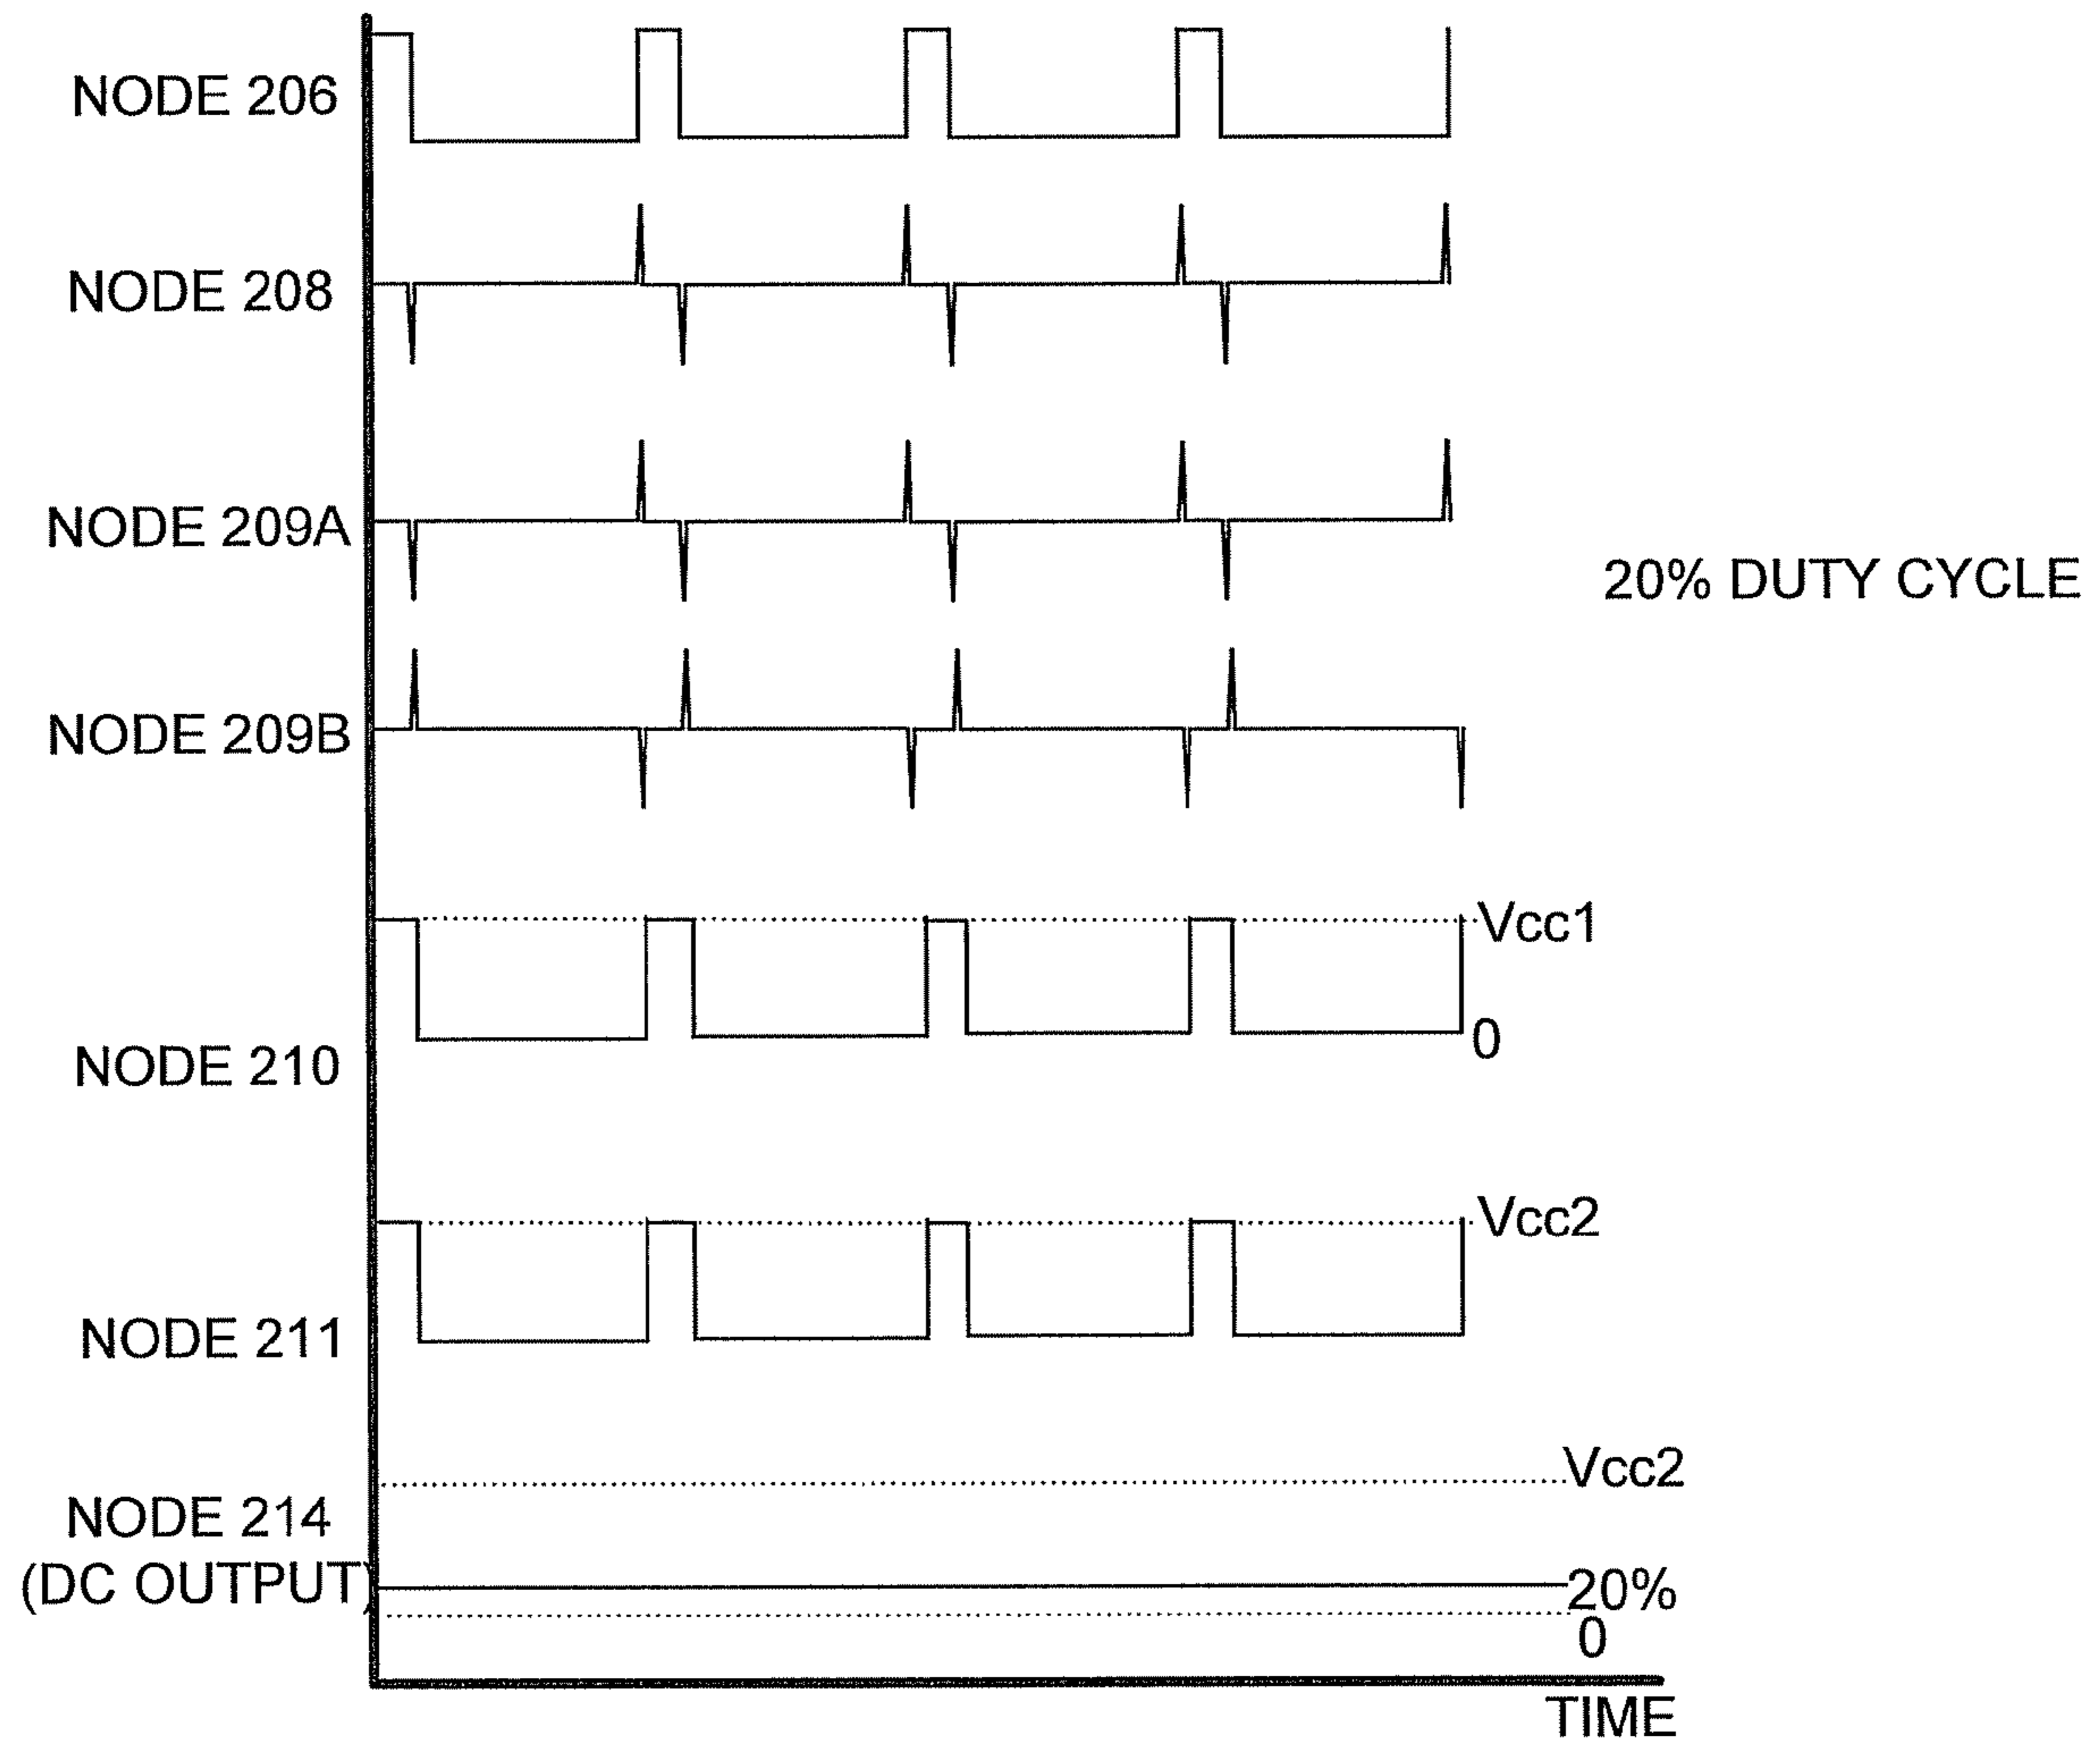 NODE 206
NODE 208
NODE 209A
20% DUTY CYCLE
NODE 209B
Vcc1
0
NODE 210
Vcc2
NODE 211
Vcc2
NODE 214
(DC OUTPUT)
20%
0
TIME